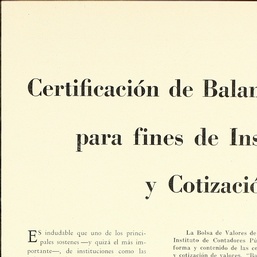 Certificación de Balan
para fines de Ins
y Cotizació
Es indudable que uno de los princi-
pales sostenes —y quizá el más im-
portante—, de instituciones como las
La Bolsa de Valores de
Instituto de Contadores Pú
forma y contenido de las ce
y cotización de valores. "Bo